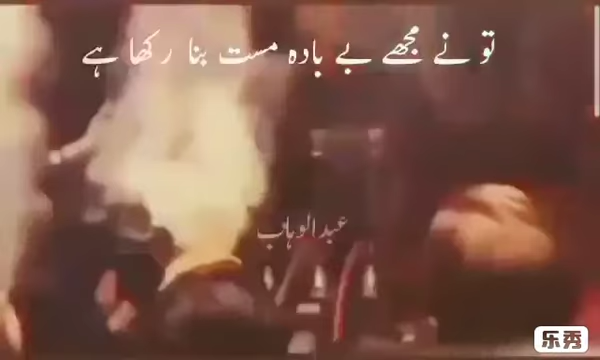 تو نے مجھے بے بادہ مست بنا رکھا ہے
عبدالوہاب
乐秀